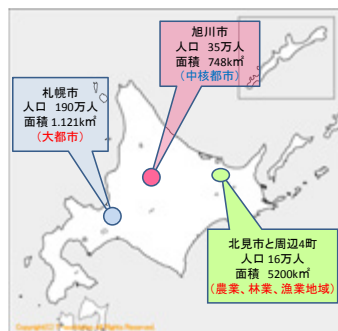 旭川市
人口 35万人
面積 748k㎡
(中核都市)
札幌市
人口 190万人
面積 1.121k㎡
(大都市)
北見市と周辺4町
人口 16万人
面積 5200k㎡
(農業、林業、漁業地域)